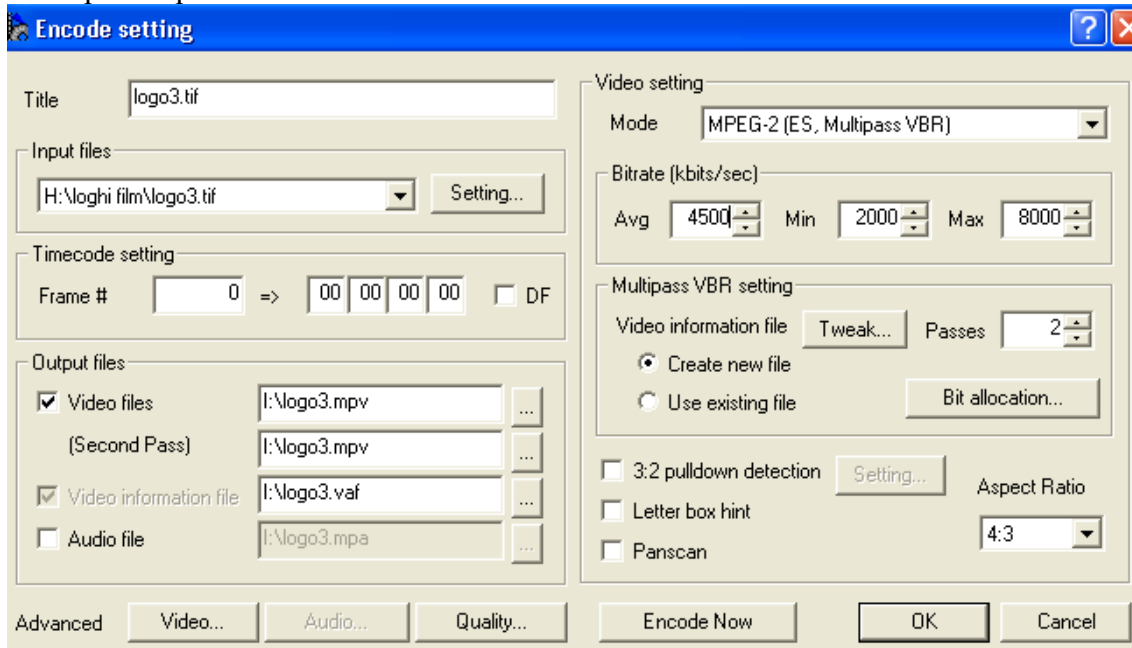 Encode setting
Title logo3.tif
Input files
H:\loghi film\logo3.tif Setting...
Timecode setting
Frame # 0 => 00 00 00 00 DF
Output files
Video files I:\logo3.mpv ...
(Second Pass) I:\logo3.mpv ...
Video information file I:\logo3.vaf ...
Audio file I:\logo3.mpa ...
Video setting
Mode MPEG-2 (ES, Multipass VBR)
Bitrate (kbits/sec)
Avg 4500 Min 2000 Max 8000
Multipass VBR setting
Video information file Tweak... Passes 2
Create new file
Use existing file Bit allocation...
3:2 pulldown detection Setting...
Letter box hint
Panscan
Aspect Ratio
4:3
Advanced Video... Audio... Quality... Encode Now OK Cancel